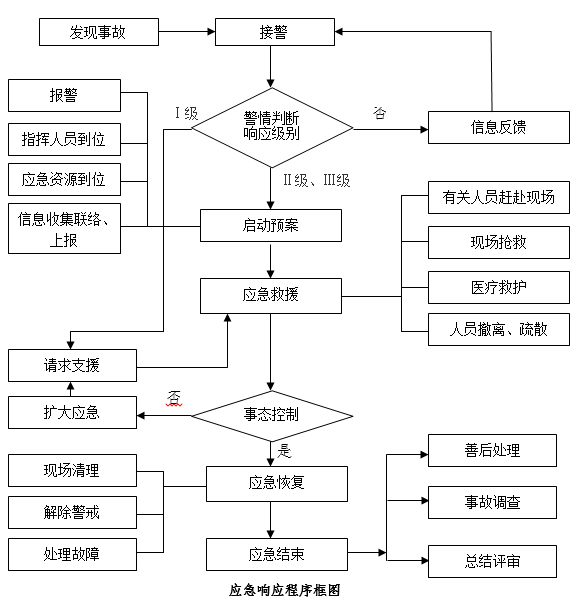 发现事故
接警
报警
Ⅰ级
警情判断
响应级别
否
信息反馈
指挥人员到位
应急资源到位
Ⅱ级、Ⅲ级
有关人员赶赴现场
信息收集联络、
上报
启动预案
现场抢救
应急救援
医疗救护
人员撤离、疏散
请求支援
扩大应急
否
事态控制
是
善后处理
现场清理
应急恢复
事故调查
解除警戒
处理故障
应急结束
总结评审
应急响应程序框图